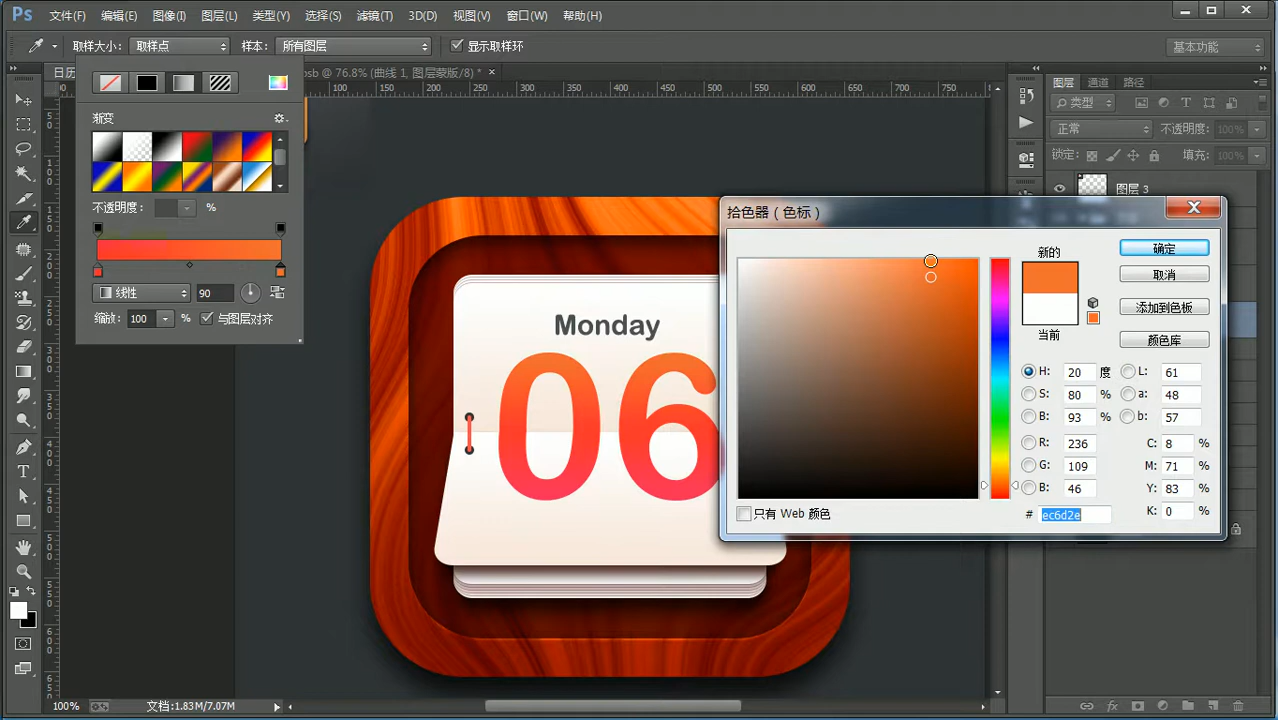 Ps 文件(F) 编辑(E) 图像(I) 图层(L) 类型(Y) 选择(S) 滤镜(T) 3D(D) 视图(V) 窗口(W) 帮助(H)
取样大小: 取样点 样本: 所有图层 显示取样环 基本功能
日历 sb @ 76.8% (曲线 1, 图层蒙版/8) * ×
100 150 200 250 300 350 400 450 500 550 600 650 700 750
渐变
不透明度: %
线性 90
缩放: 100 % 与图层对齐
Monday
06
图层 通道 路径
类型
正常 不透明度: 100%
锁定: 填充: 100%
图层 3
拾色器（色标）
新的
当前
确定
取消
添加到色板
颜色库
H: 20 度 L: 61
S: 80 % a: 48
B: 93 % b: 57
R: 236 C: 8 %
G: 109 M: 71 %
B: 46 Y: 83 %
# ec6d2e K: 0 %
只有 Web 颜色
100% 文档:1.83M/7.07M